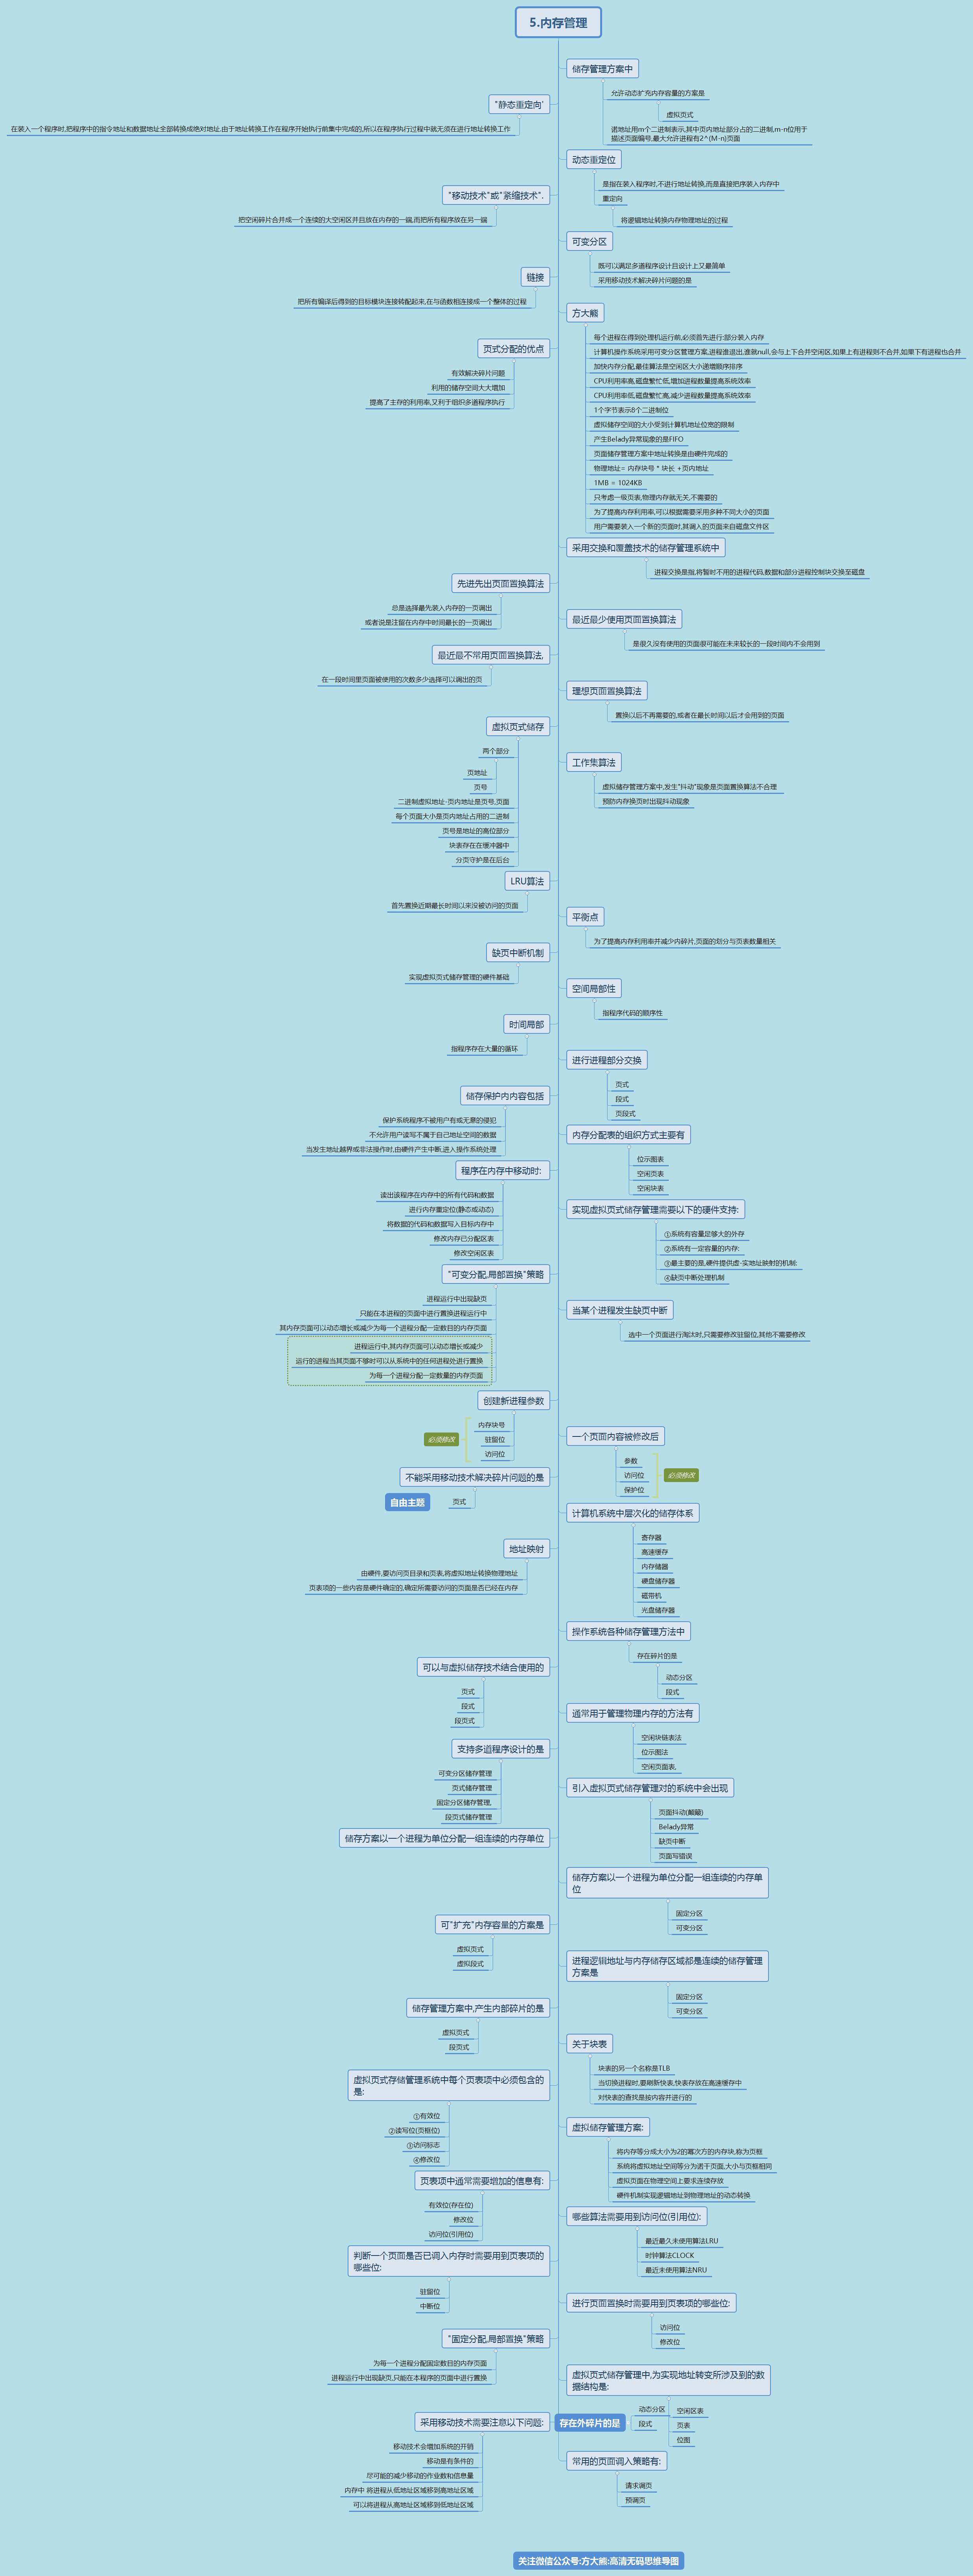 5.内存管理
储存管理方案中
允许动态扩充内存容量的方案是
虚拟页式
诺地址用m个二进制表示,其中页内地址部分占的二进制,m-n位用于
描述页面编号,最大允许进程有2^(M-n)页面
"静态重定向'
在装入一个程序时,把程序中的指令地址和数据地址全部转换成绝对地址,由于地址转换工作在程序开始执行前集中完成的,所以在程序执行过程中就无须在进行地址转换工作
动态重定位
是指在装入程序时,不进行地址转换,而是直接把序装入内存中
重定向
将逻辑地址转换内存物理地址的过程
"移动技术"或"紧缩技术".
把空闲碎片合并成一个连续的大空闲区并且放在内存的一端,而把所有程序放在另一端
可变分区
既可以满足多道程序设计且设计上又最简单
采用移动技术解决碎片问题的是
链接
把所有编译后得到的目标模块连接转配起来,在与函数相连接成一个整体的过程
方大熊
每个进程在得到处理机运行前,必须首先进行:部分装入内存
计算机操作系统采用可变分区管理方案,进程谁退出,谁就null,会与上下合并空闲区,如果上有进程则不合并,如果下有进程也合并
加快内存分配,最佳算法是空闲区大小递增顺序排序
CPU利用率高,磁盘繁忙低,增加进程数量提高系统效率
CPU利用率低,磁盘繁忙高,减少进程数量提高系统效率
1个字节表示8个二进制位
虚拟储存空间的大小受到计算机地址位宽的限制
产生Belady异常现象的是FIFO
页面储存管理方案中地址转换是由硬件完成的
物理地址= 内存块号 * 块长 +页内地址
1MB = 1024KB
只考虑一级页表,物理内存就无关,不需要的
为了提高内存利用率,可以根据需要采用多种不同大小的页面
用户需要装入一个新的页面时,其调入的页面来自磁盘文件区
页式分配的优点
有效解决碎片问题
利用的储存空间大大增加
提高了主存的利用率,又利于组织多道程序执行
采用交换和覆盖技术的储存管理系统中
进程交换是指,将暂时不用的进程代码,数据和部分进程控制块交换至磁盘
先进先出页面置换算法
总是选择最先装入内存的一页调出
或者说是注留在内存中时间最长的一页调出
最近最少使用页面置换算法
是很久没有使用的页面很可能在未来较长的一段时间内不会用到
最近最不常用页面置换算法,
在一段时间里页面被使用的次数多少选择可以调出的页
理想页面置换算法
置换以后不再需要的,或者在最长时间以后才会用到的页面
虚拟页式储存
两个部分
页地址
页号
二进制虚拟地址-页内地址是页号,页面
每个页面大小是页内地址占用的二进制
页号是地址的高位部分
块表存在在缓冲器中
分页守护是在后台
工作集算法
虚拟储存管理方案中,发生"抖动"现象是页面置换算法不合理
预防内存换页时出现抖动现象
LRU算法
首先置换近期最长时间以来没被访问的页面
平衡点
为了提高内存利用率并减少内碎片,页面的划分与页表数量相关
缺页中断机制
实现虚拟页式储存管理的硬件基础
空间局部性
指程序代码的顺序性
时间局部
指程序存在大量的循环
进行进程部分交换
页式
段式
页段式
储存保护内内容包括
保护系统程序不被用户有或无意的侵犯
不允许用户读写不属于自己地址空间的数据
当发生地址越界或非法操作时,由硬件产生中断,进入操作系统处理
内存分配表的组织方式主要有
位示图表
空闲页表
空闲块表
程序在内存中移动时:
读出该程序在内存中的所有代码和数据
进行内存重定位(静态或动态)
将数据的代码和数据写入目标内存中
修改内存已分配区表
修改空闲区表
实现虚拟页式储存管理需要以下的硬件支持:
①系统有容量足够大的外存
②系统有一定容量的内存:
③最主要的是,硬件提供虚-实地址映射的机制:
④缺页中断处理机制
"可变分配,局部置换"策略
进程运行中出现缺页
只能在本进程的页面中进行置换进程运行中
其内存页面可以动态增长或减少为每一个进程分配一定数目的内存页面
进程运行中,其内存页面可以动态增长或减少
运行的进程当其页面不够时可以从系统中的任何进程处进行置换
为每一个进程分配一定数量的内存页面
当某个进程发生缺页中断
选中一个页面进行淘汰时,只需要修改驻留位,其他不需要修改
创建新进程参数
内存块号
驻留位
访问位
必须修改
一个页面内容被修改后
参数
访问位
保护位
必须修改
不能采用移动技术解决碎片问题的是
页式
自由主题
计算机系统中层次化的储存体系
寄存器
高速缓存
内存储器
硬盘储存器
磁带机
光盘储存器
地址映射
由硬件,要访问页目录和页表,将虚拟地址转换物理地址
页表项的一些内容是硬件确定的,确定所需要访问的页面是否已经在内存
操作系统各种储存管理方法中
存在碎片的是
动态分区
段式
可以与虚拟储存技术结合使用的
页式
段式
段页式
通常用于管理物理内存的方法有
空闲块链表法
位示图法
空闲页面表,
支持多道程序设计的是
可变分区储存管理
页式储存管理
固定分区储存管理,
段页式储存管理
引入虚拟页式储存管理对的系统中会出现
页面抖动(颠簸)
Belady异常
缺页中断
页面写错误
储存方案以一个进程为单位分配一组连续的内存单位
储存方案以一个进程为单位分配一组连续的内存单
位
固定分区
可变分区
可"扩充"内存容量的方案是
虚拟页式
虚拟段式
进程逻辑地址与内存储存区域都是连续的储存管理
方案是
固定分区
可变分区
储存管理方案中,产生内部碎片的是
虚拟页式
段页式
关于块表
块表的另一个名称是TLB
当切换进程时,要刷新快表,快表存放在高速缓存中
对快表的查找是按内容并进行的
虚拟页式存储管理系统中每个页表项中必须包含的
是:
①有效位
②读写位(页框位)
③访问标志
④修改位
虚拟储存管理方案:
将内存等分成大小为2的幂次方的内存块,称为页框
系统将虚拟地址空间等分为诺干页面,大小与页框相同
虚拟页面在物理空间上要求连续存放
硬件机制实现逻辑地址到物理地址的动态转换
页表项中通常需要增加的信息有:
有效位(存在位)
修改位
访问位(引用位)
哪些算法需要用到访问位(引用位):
最近最久未使用算法LRU
时钟算法CLOCK
最近未使用算法NRU
判断一个页面是否已调入内存时需要用到页表项的
哪些位:
驻留位
中断位
进行页面置换时需要用到页表项的哪些位:
访问位
修改位
"固定分配,局部置换"策略
为每一个进程分配固定数目的内存页面
进程运行中出现缺页,只能在本程序的页面中进行置换
虚拟页式储存管理中,为实现地址转变所涉及到的数
据结构是:
空闲区表
页表
位图
存在外碎片的是
动态分区
段式
采用移动技术需要注意以下问题:
移动技术会增加系统的开销
移动是有条件的
尽可能的减少移动的作业数和信息量
内存中 将进程从低地址区域移到高地址区域
可以将进程从高地址区域移到低地址区域
常用的页面调入策略有:
请求调页
预调页
关注微信公众号:方大熊:高清无码思维导图